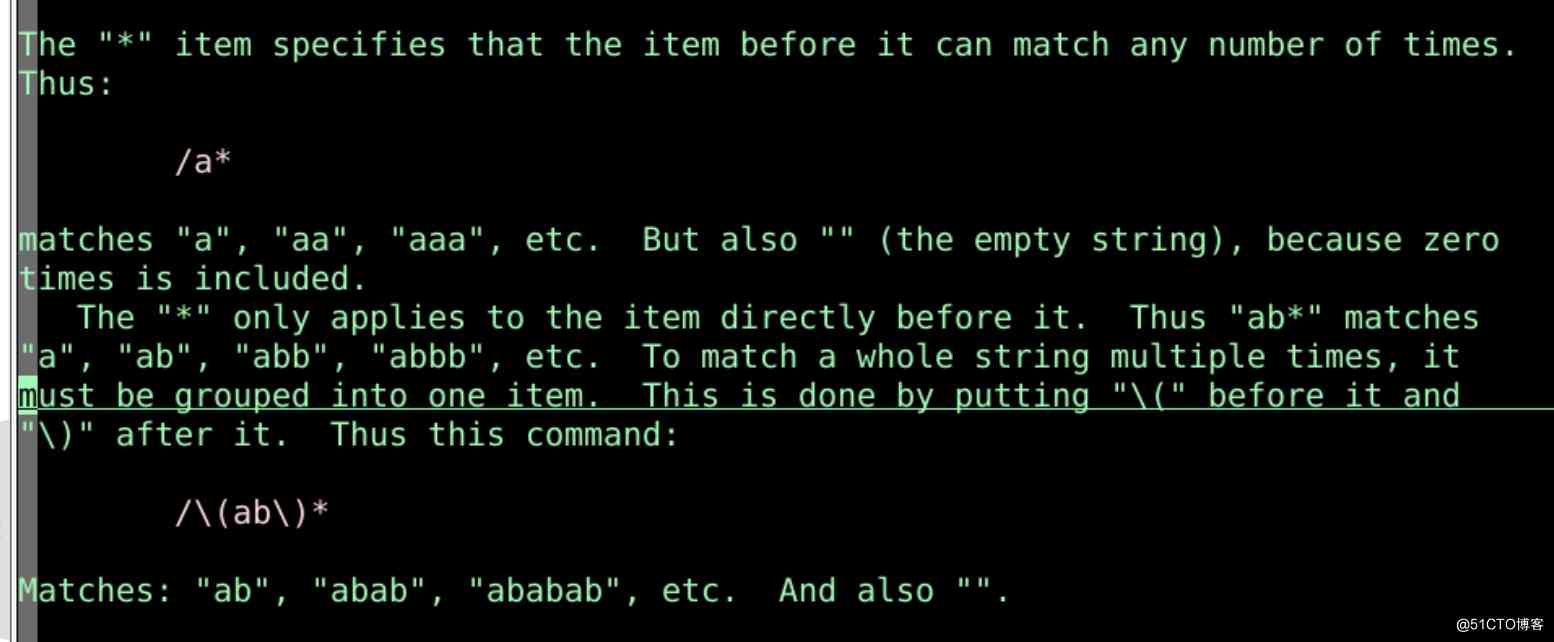 The "*" item specifies that the item before it can match any number of times.
Thus:
/a*
matches "a", "aa", "aaa", etc.  But also "" (the empty string), because zero
times is included.
The "*" only applies to the item directly before it.  Thus "ab*" matches
"a", "ab", "abb", "abbb", etc.  To match a whole string multiple times, it
must be grouped into one item.  This is done by putting "\(" before it and
"\)" after it.  Thus this command:
/\(ab\)*
Matches: "ab", "abab", "ababab", etc.  And also "".
@51CTO博客